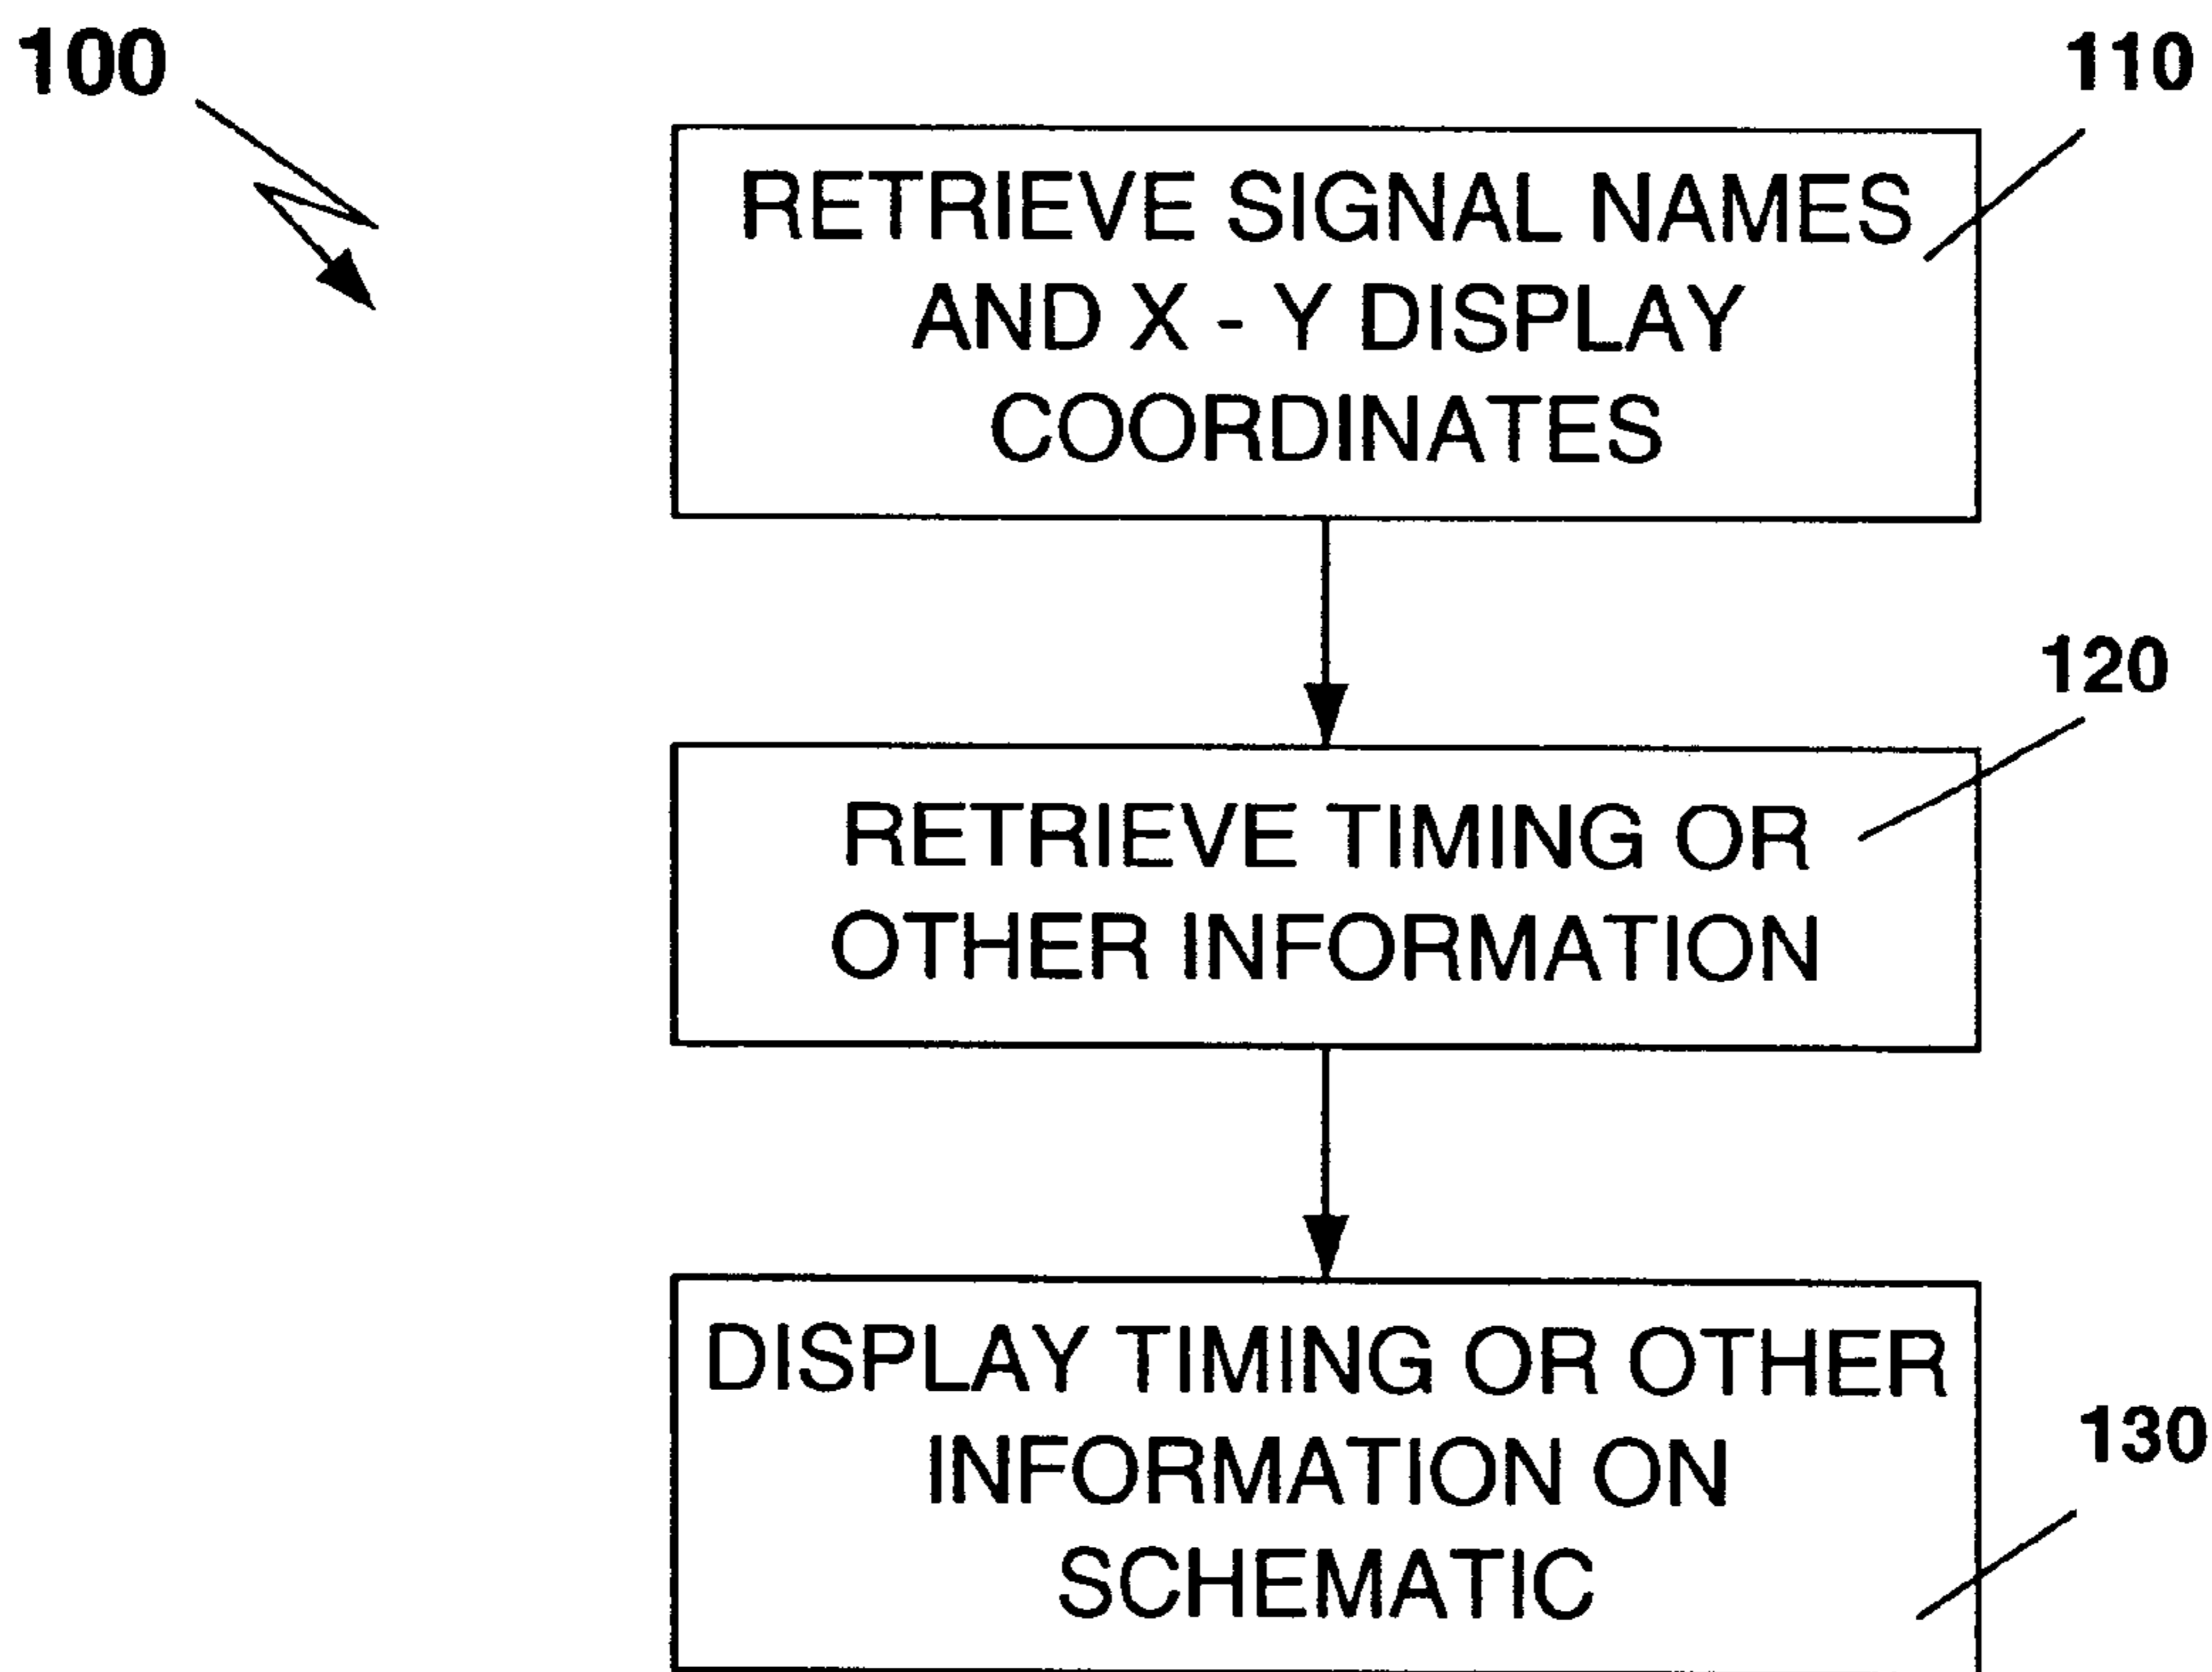 100
110
RETRIEVE SIGNAL NAMES
AND X - Y DISPLAY
COORDINATES
120
RETRIEVE TIMING OR
OTHER INFORMATION
DISPLAY TIMING OR OTHER
INFORMATION ON
SCHEMATIC
130